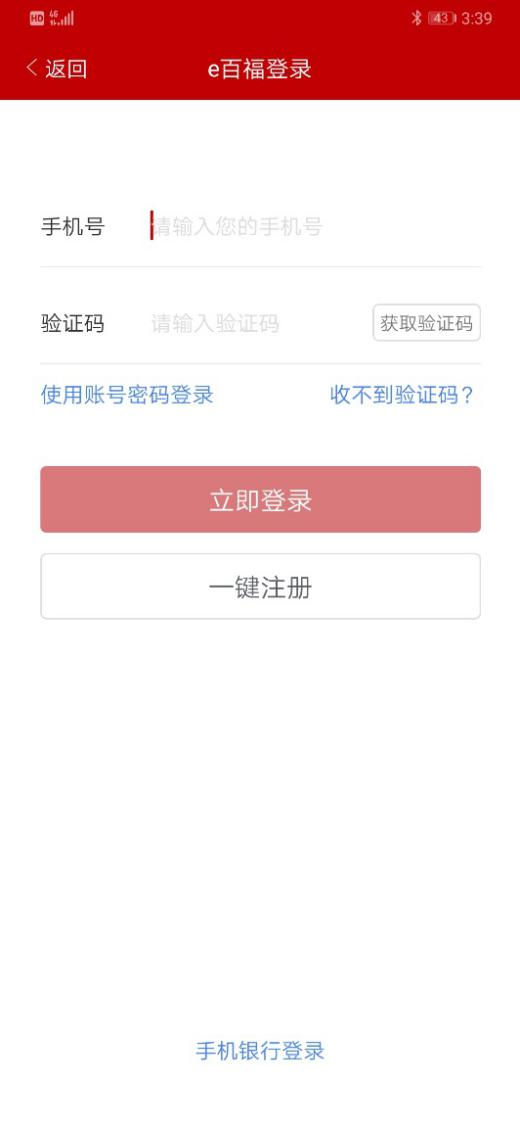 HD 4G 43 3:39
返回 e百福登录
手机号 请输入您的手机号
验证码 请输入验证码 获取验证码
使用账号密码登录 收不到验证码？
立即登录
一键注册
手机银行登录